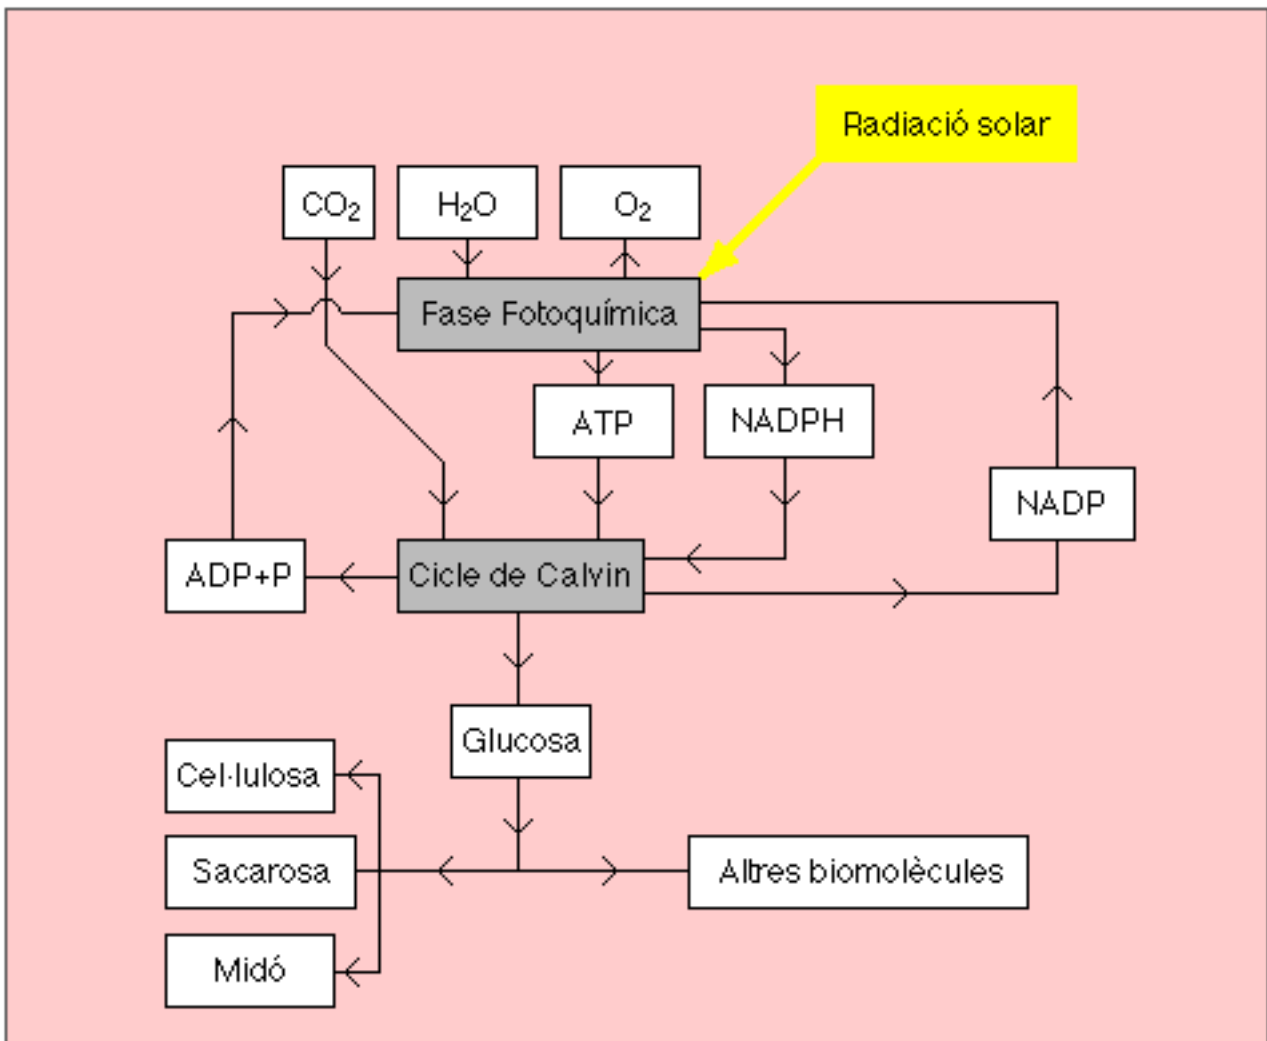 Radiació solar
CO₂
H₂O
O₂
Fase Fotoquímica
ATP
NADPH
NADP
ADP+P
Cicle de Calvin
Glucosa
Cel·lulosa
Sacarosa
Altres biomolècules
Midó